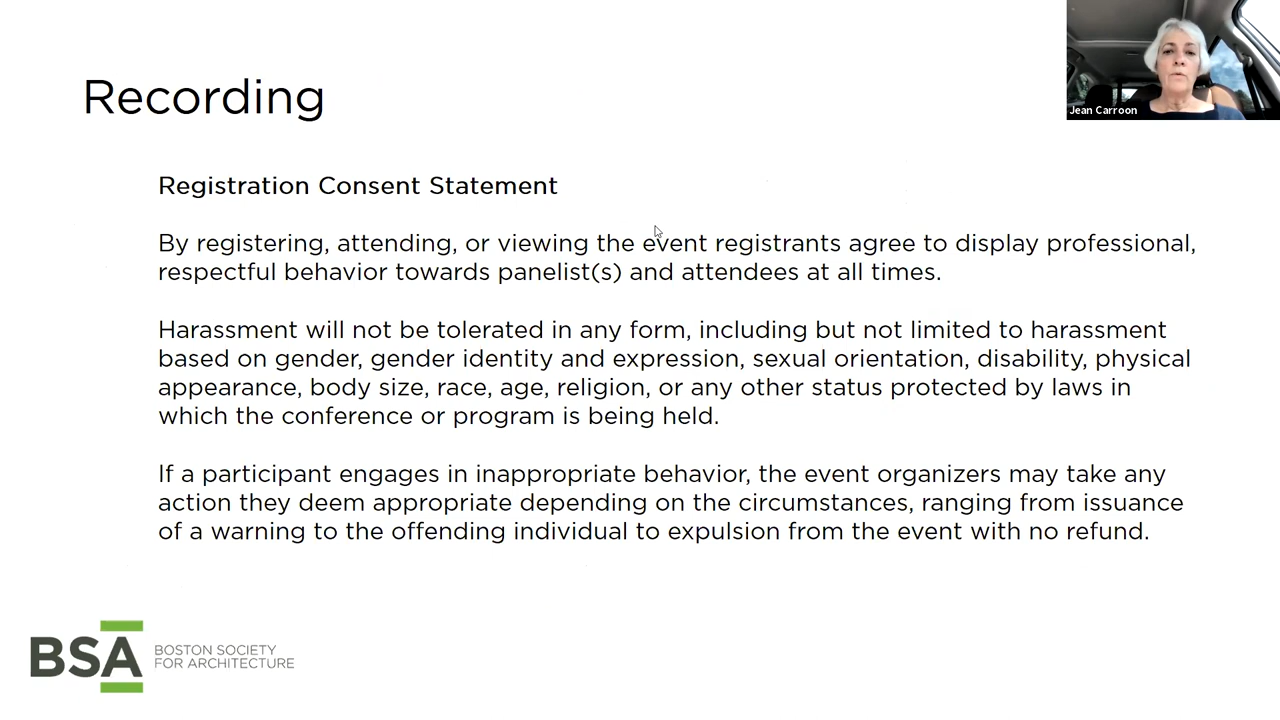 Recording
Jean Carroon
Registration Consent Statement
By registering, attending, or viewing the event registrants agree to display professional,
respectful behavior towards panelist(s) and attendees at all times.
Harassment will not be tolerated in any form, including but not limited to harassment
based on gender, gender identity and expression, sexual orientation, disability, physical
appearance, body size, race, age, religion, or any other status protected by laws in
which the conference or program is being held.
If a participant engages in inappropriate behavior, the event organizers may take any
action they deem appropriate depending on the circumstances, ranging from issuance
of a warning to the offending individual to expulsion from the event with no refund.
BSA
BOSTON SOCIETY
FOR ARCHITECTURE